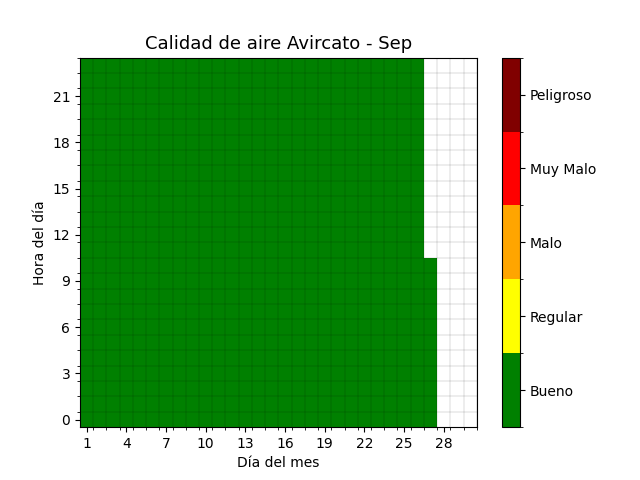 Calidad de aire Avircato - Sep
Hora del día
21
18
15
12
9
6
3
0
1 4 7 10 13 16 19 22 25 28
Día del mes
Peligroso
Muy Malo
Malo
Regular
Bueno